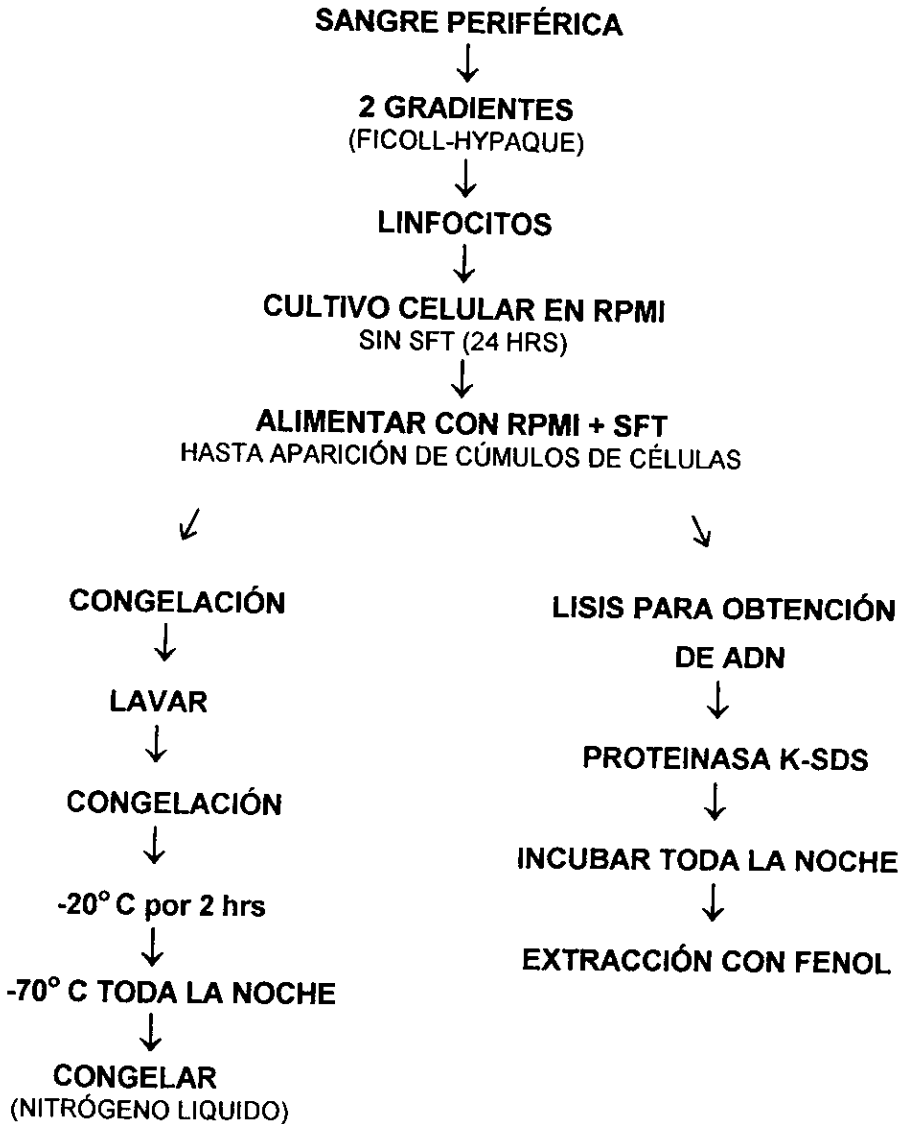 SANGRE PERIFÉRICA
↓
2 GRADIENTES
(FICOLL-HYPAQUE)
↓
LINFOCITOS
↓
CULTIVO CELULAR EN RPMI
SIN SFT (24 HRS)
↓
ALIMENTAR CON RPMI + SFT
HASTA APARICIÓN DE CÚMULOS DE CÉLULAS
↙
CONGELACIÓN
↓
LAVAR
↓
CONGELACIÓN
↓
-20° C por 2 hrs
↓
-70° C TODA LA NOCHE
↓
CONGELAR
(NITRÓGENO LIQUIDO)
↘
LISIS PARA OBTENCIÓN
DE ADN
↓
PROTEINASA K-SDS
↓
INCUBAR TODA LA NOCHE
↓
EXTRACCIÓN CON FENOL